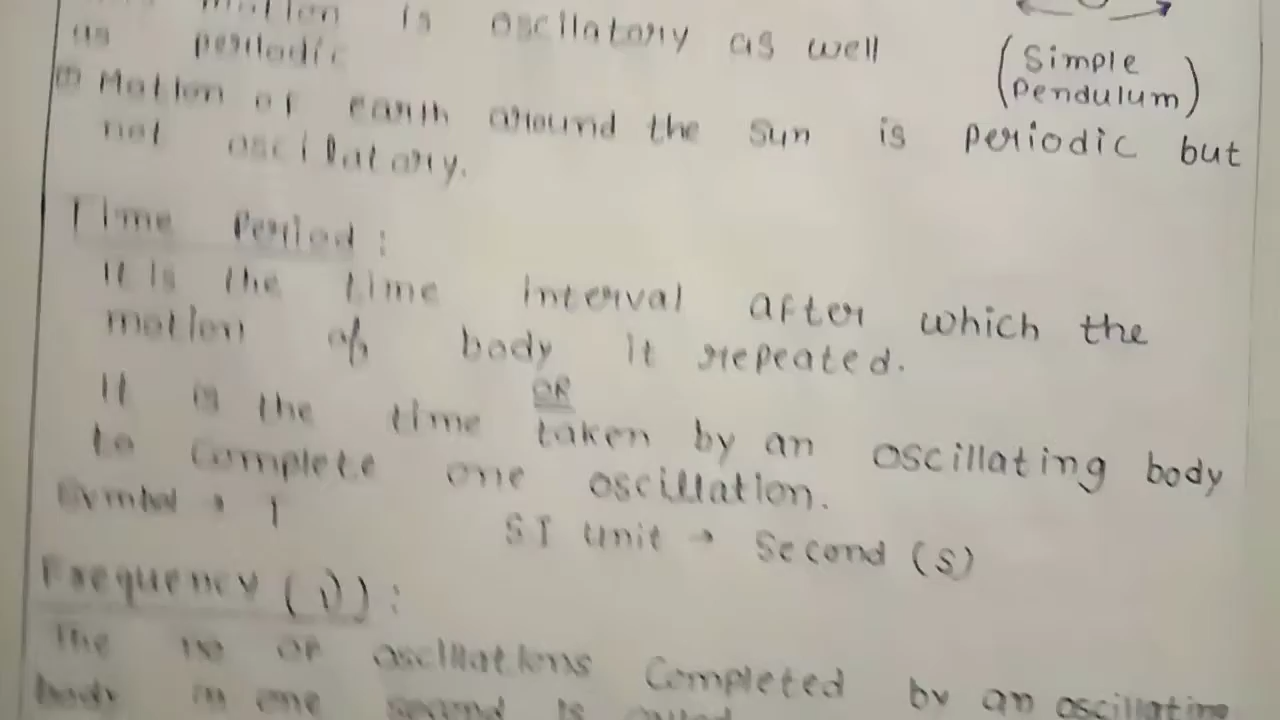 motion is oscillatory as well
as periodic
(Simple
Pendulum)
Motion of earth around the sun is periodic but
not oscillatory.
Time Period :
It is the time interval after which the
motion of body it repeated.
OR
It is the time taken by an oscillating body
to complete one oscillation.
Symbol → T SI unit → Second (s)
Frequency (ν) :
The no of oscillations Completed by an oscillating
body in one second is called